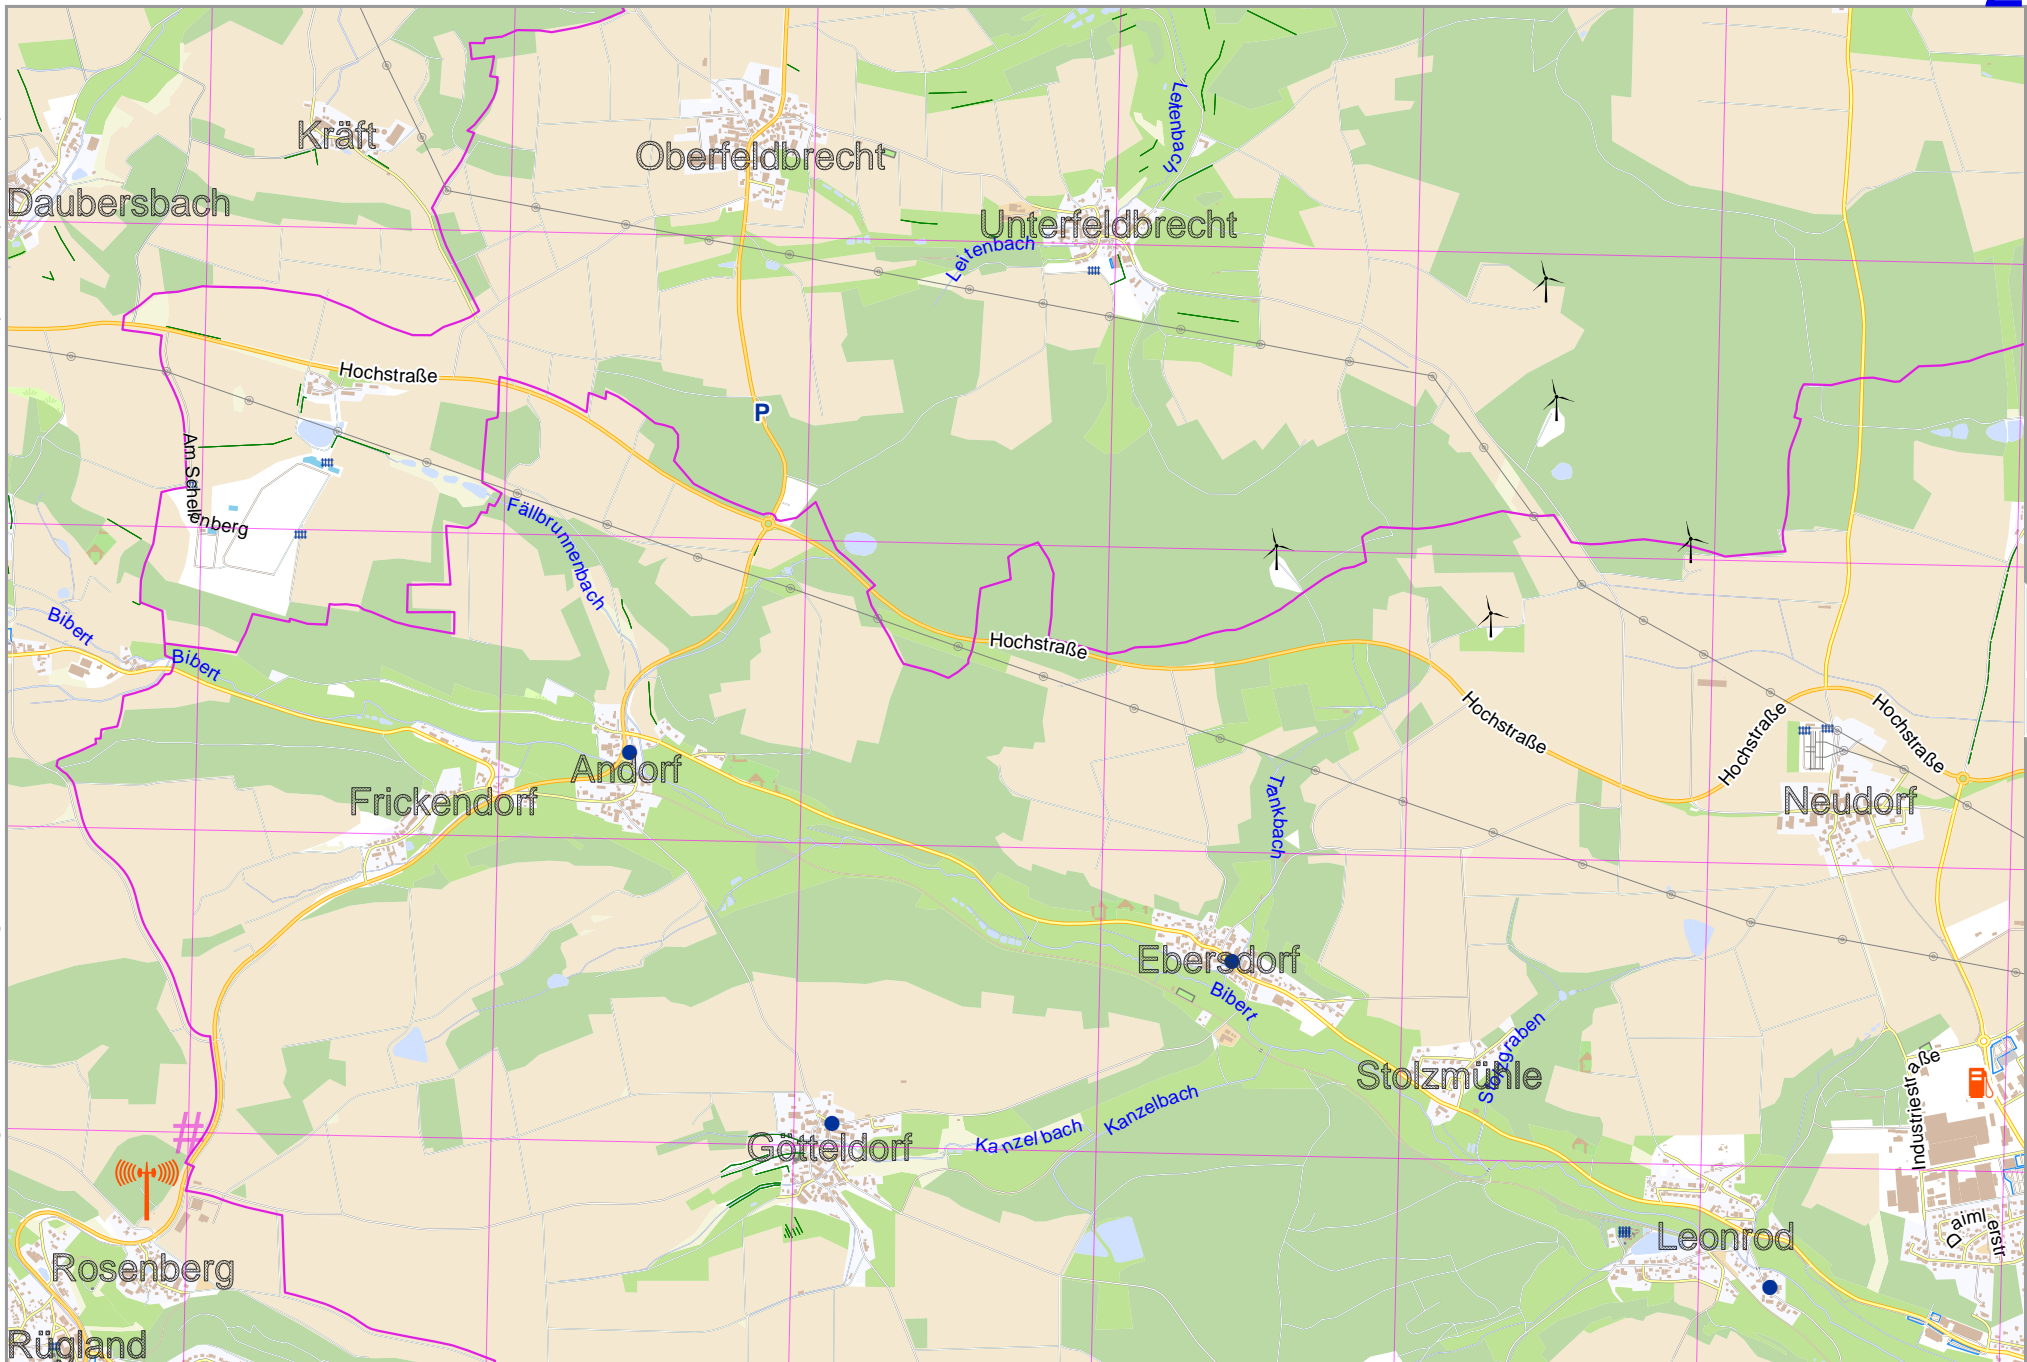 Leitenbach
Kräft
Oberfeldbrecht
Daubersbach
Unterfeldbrecht
Leitenbach
Hochstraße
P
Am Schellenberg
Fällbrunnenbach
Bibert
Bibert
Hochstraße
Hochstraße
Hochstraße
Hochstraße
Andorf
Frickendorf
Tankbach
Neudorf
Ebersdorf
Bibert
Stolzgraben
Stolzmühle
Industriestraße
Kanzelbach
Kanzelbach
#
Götteldorf
Daimlerstr
Leonrod
Rosenberg
Rügland